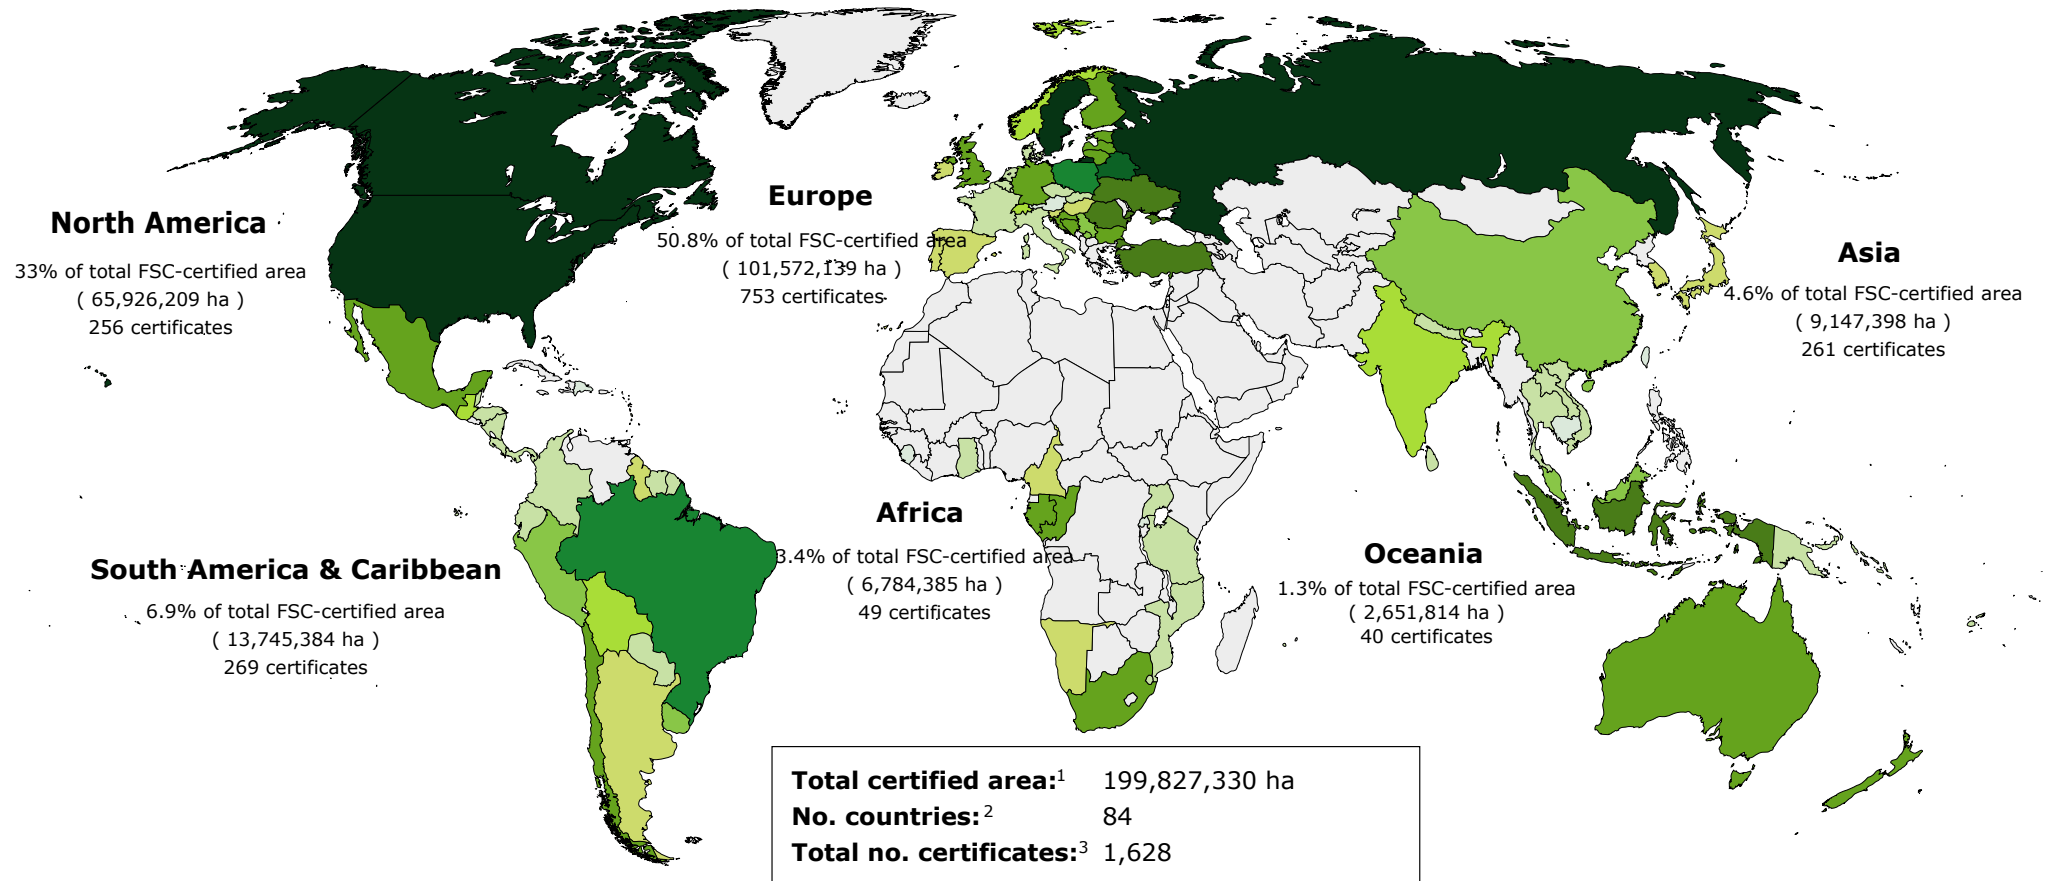 North America
33% of total FSC-certified area
( 65,926,209 ha )
256 certificates
Europe
50.8% of total FSC-certified area
( 101,572,139 ha )
753 certificates
Asia
4.6% of total FSC-certified area
( 9,147,398 ha )
261 certificates
South America & Caribbean
6.9% of total FSC-certified area
( 13,745,384 ha )
269 certificates
Africa
3.4% of total FSC-certified area
( 6,784,385 ha )
49 certificates
Oceania
1.3% of total FSC-certified area
( 2,651,814 ha )
40 certificates
Total certified area:1 199,827,330 ha
No. countries:2 84
Total no. certificates:3 1,628